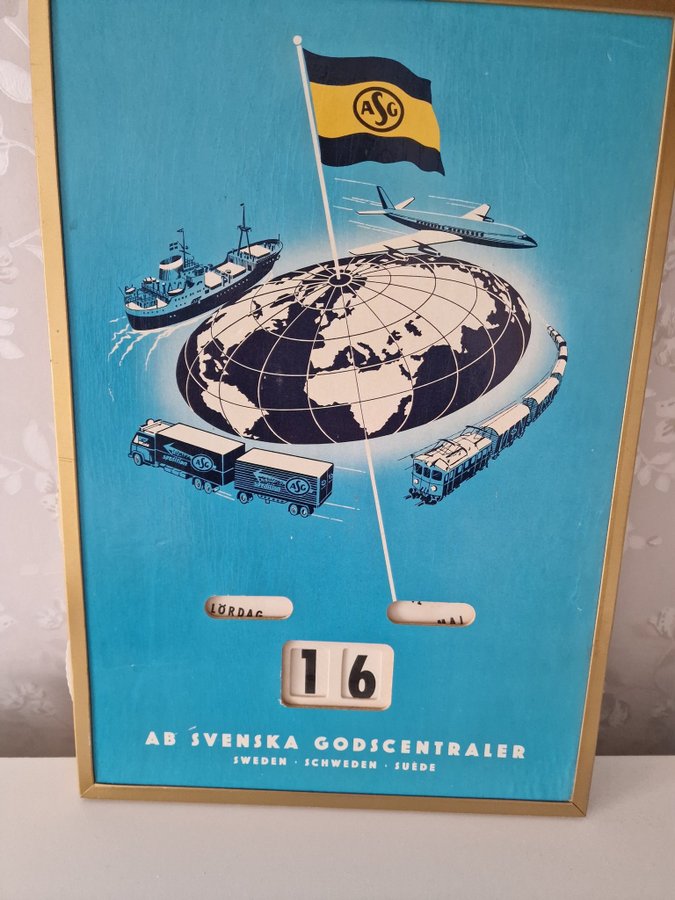 ASG
ASG
ASG
LÖRDAG
MAJ
16
AB SVENSKA GODSCENTRALER
SWEDEN · SCHWEDEN · SUÈDE